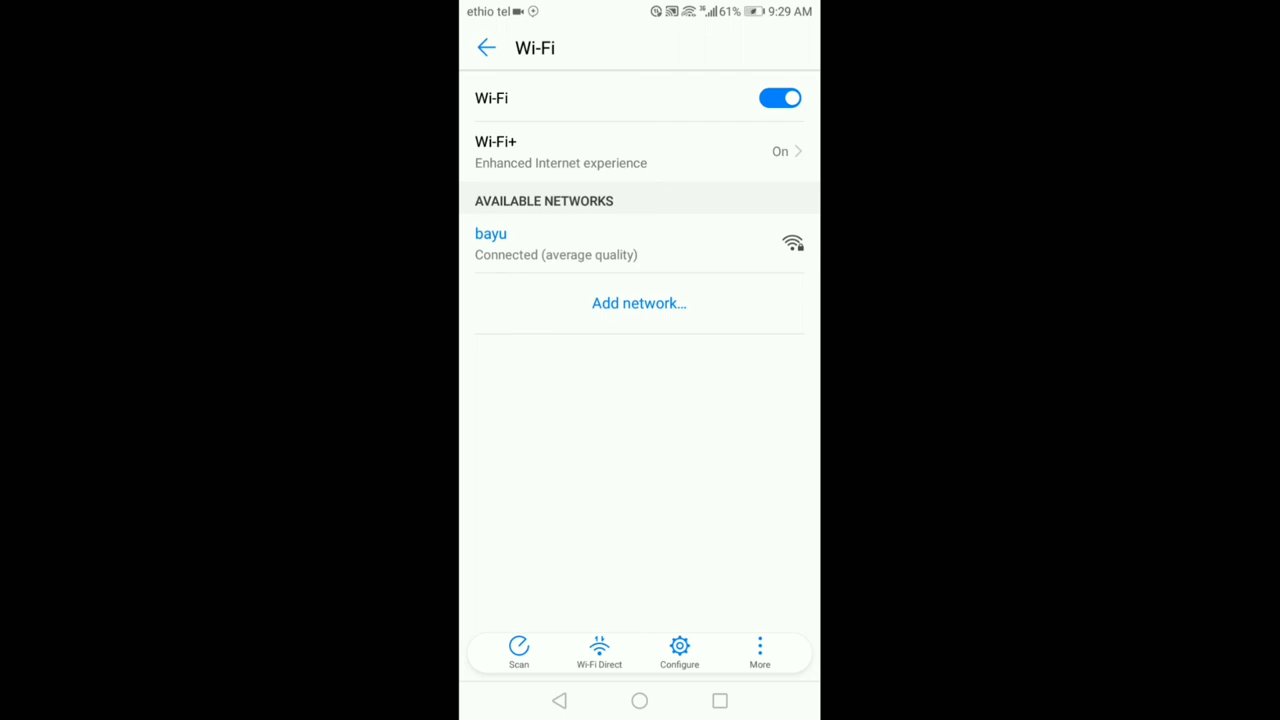 ethio tel 61% 9:29 AM
Wi-Fi
Wi-Fi
Wi-Fi+
Enhanced Internet experience
On
AVAILABLE NETWORKS
bayu
Connected (average quality)
Add network...
Scan Wi-Fi Direct Configure More